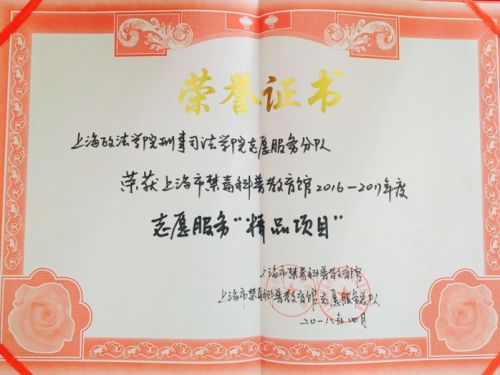 荣誉证书
上海政法学院刑事司法学院志愿服务分队
荣获上海市禁毒科普教育馆2016-2017年度
志愿服务“精品项目”
上海市禁毒科普教育馆
上海市禁毒科普教育馆志愿服务总队
二〇一八年四月